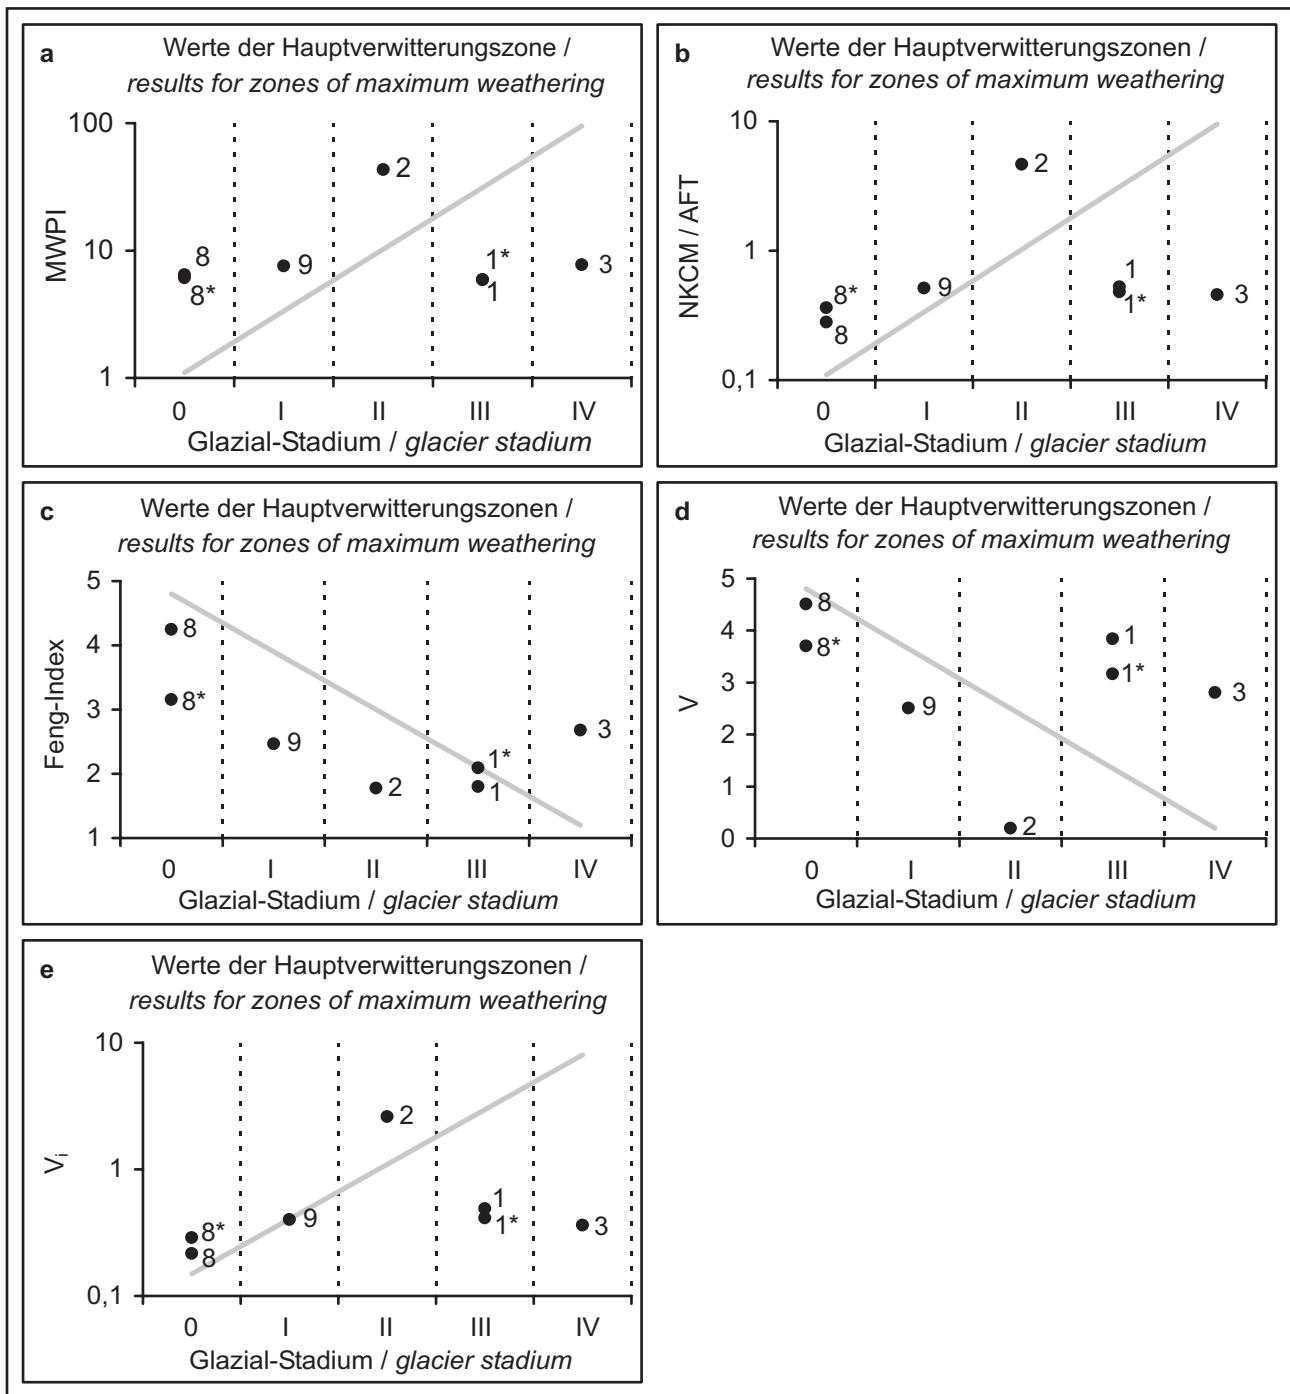 a
Werte der Hauptverwitterungszone /
results for zones of maximum weathering
100
10
1
MWPI
8
8*
9
2
1*
1
3
0 I II III IV
Glazial-Stadium / glacier stadium
b
Werte der Hauptverwitterungszonen /
results for zones of maximum weathering
10
1
0,1
NKCM / AFT
8*
8
9
2
1
1*
3
0 I II III IV
Glazial-Stadium / glacier stadium
c
Werte der Hauptverwitterungszonen /
results for zones of maximum weathering
5
4
3
2
1
Feng-Index
8
8*
9
2
1*
1
3
0 I II III IV
Glazial-Stadium / glacier stadium
d
Werte der Hauptverwitterungszonen /
results for zones of maximum weathering
5
4
3
2
1
0
V
8
8*
9
2
1
1*
3
0 I II III IV
Glazial-Stadium / glacier stadium
e
Werte der Hauptverwitterungszonen /
results for zones of maximum weathering
10
1
0,1
Vi
8*
8
9
2
1
1*
3
0 I II III IV
Glazial-Stadium / glacier stadium